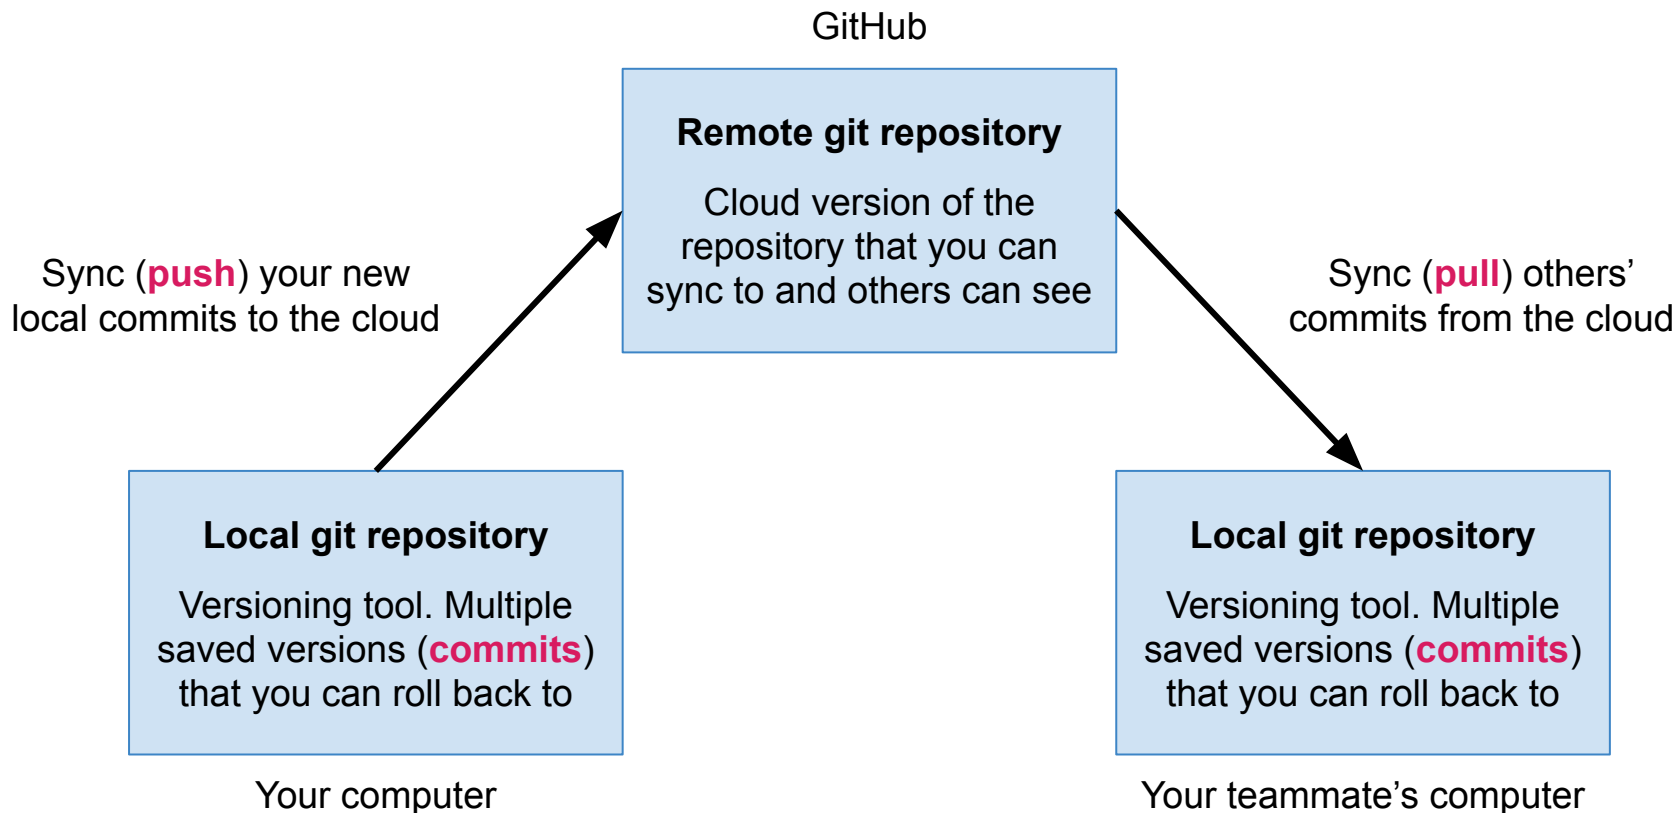 GitHub
Remote git repository
Cloud version of the
repository that you can
sync to and others can see
Sync (push) your new
local commits to the cloud
Sync (pull) others’
commits from the cloud
Local git repository
Versioning tool. Multiple
saved versions (commits)
that you can roll back to
Your computer
Local git repository
Versioning tool. Multiple
saved versions (commits)
that you can roll back to
Your teammate’s computer